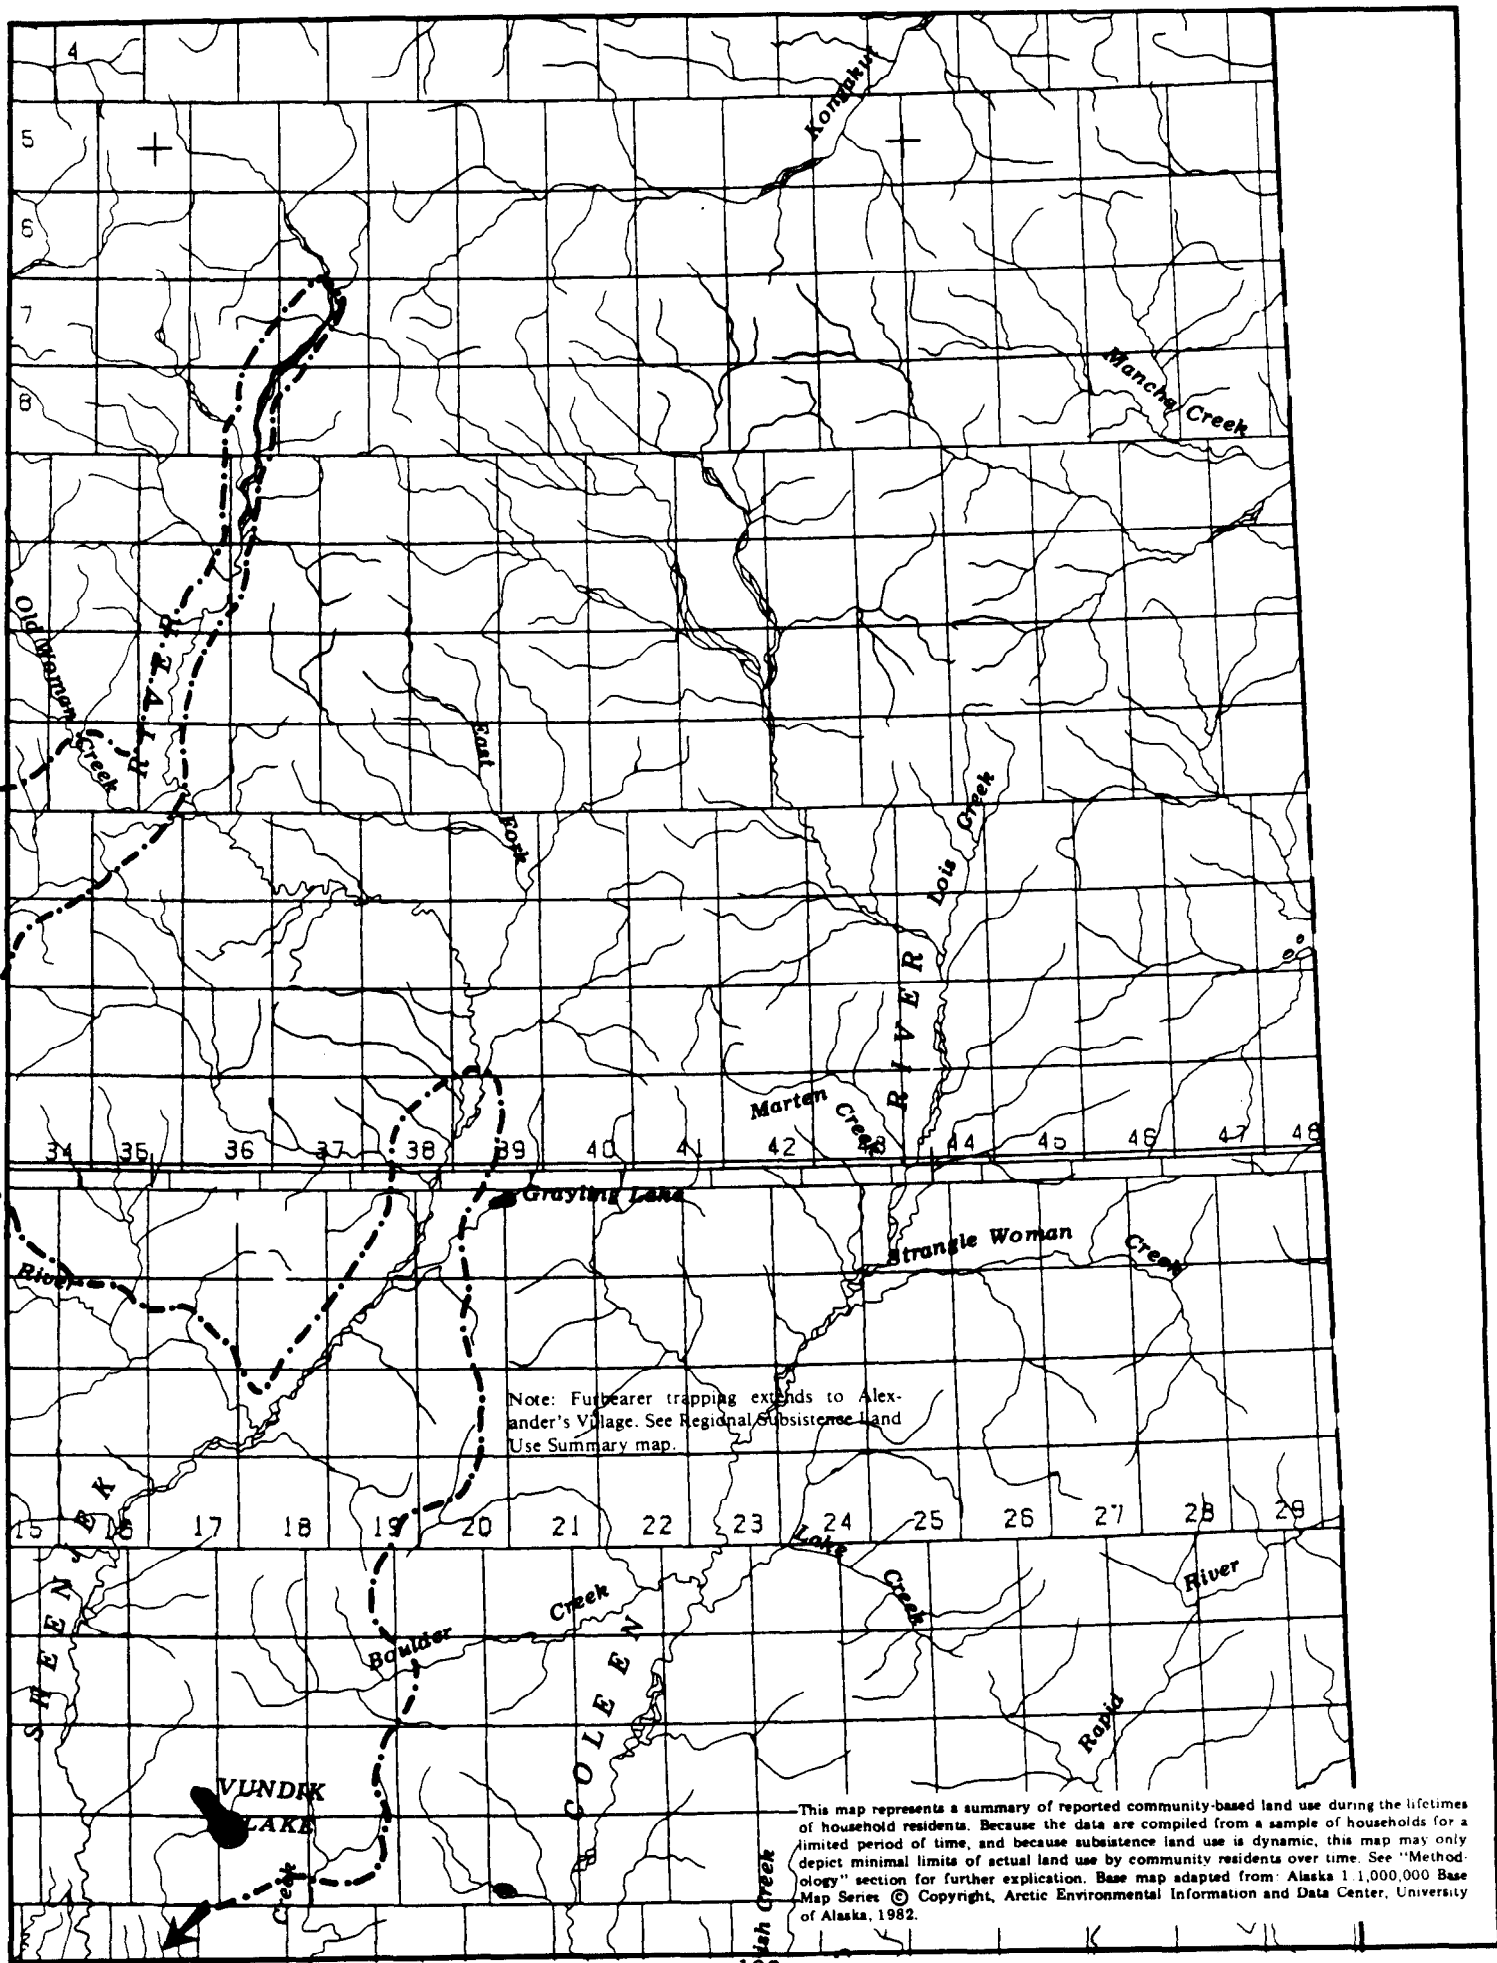 4
Kongakut
5
6
7
8
Mancha Creek
Old Woman
Creek
RIVER
East
Fork
Lois Creek
RIVER
Marten Creek
34 35 36 37 38 39 40 41 42 43 44 45 46 47 48
Grayling Lake
Strangle Woman Creek
River
Note: Furbearer trapping extends to Alex-
ander's Village. See Regional Subsistence Land
Use Summary map.
15 16 17 18 19 20 21 22 23 24 25 26 27 28 29
Lake Creek
SHEENJEK
Boulder Creek
COLEEN
Rapid River
VUNDIK
LAKE
Creek
Creek
This map represents a summary of reported community-based land use during the lifetimes
of household residents. Because the data are compiled from a sample of households for a
limited period of time, and because subsistence land use is dynamic, this map may only
depict minimal limits of actual land use by community residents over time. See "Method-
ology" section for further explication. Base map adapted from: Alaska 1:1,000,000 Base
Map Series © Copyright, Arctic Environmental Information and Data Center, University
of Alaska, 1982.